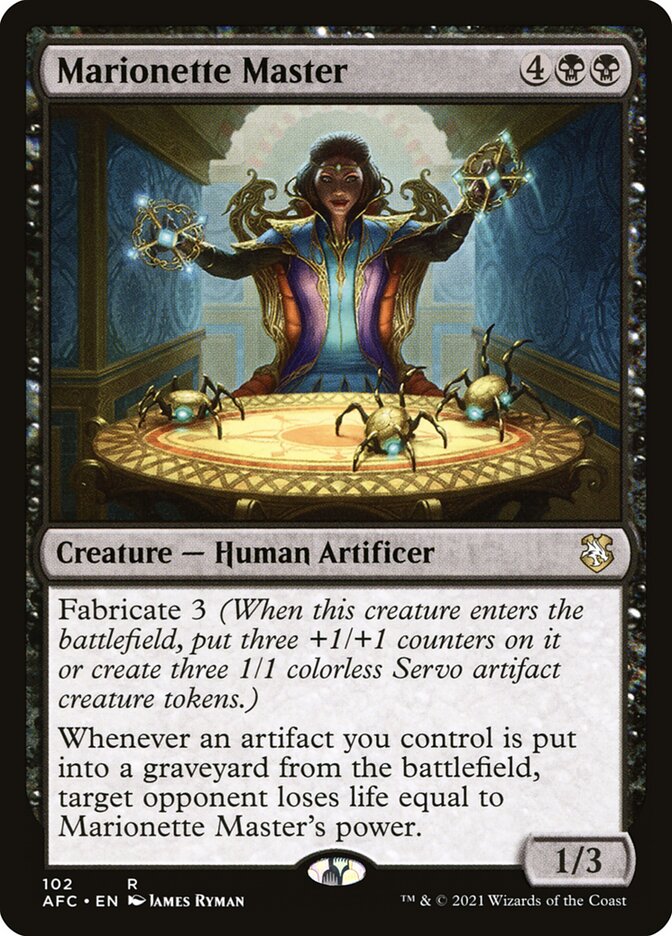 Marionette Master 4
Creature — Human Artificer
Fabricate 3 (When this creature enters the
battlefield, put three +1/+1 counters on it
or create three 1/1 colorless Servo artifact
creature tokens.)
Whenever an artifact you control is put
into a graveyard from the battlefield,
target opponent loses life equal to
Marionette Master's power.
1/3
102 R
AFC • EN James Ryman
™ & © 2021 Wizards of the Coast